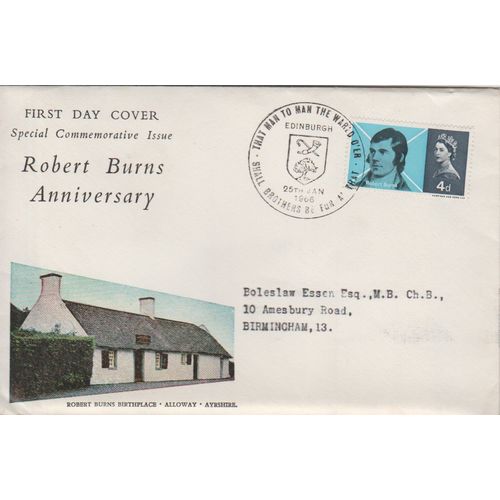 FIRST DAY COVER
Special Commemorative Issue
Robert Burns
Anniversary
THAT MAN TO MAN THE WORLD O'ER
SHALL BROTHERS BE FOR A' THAT
EDINBURGH
25TH JAN
1966
Robert Burns
4d
Boleslaw Essen Esq.,M.B. Ch.B.,
10 Amesbury Road,
BIRMINGHAM,13.
ROBERT BURNS BIRTHPLACE · ALLOWAY · AYRSHIRE.